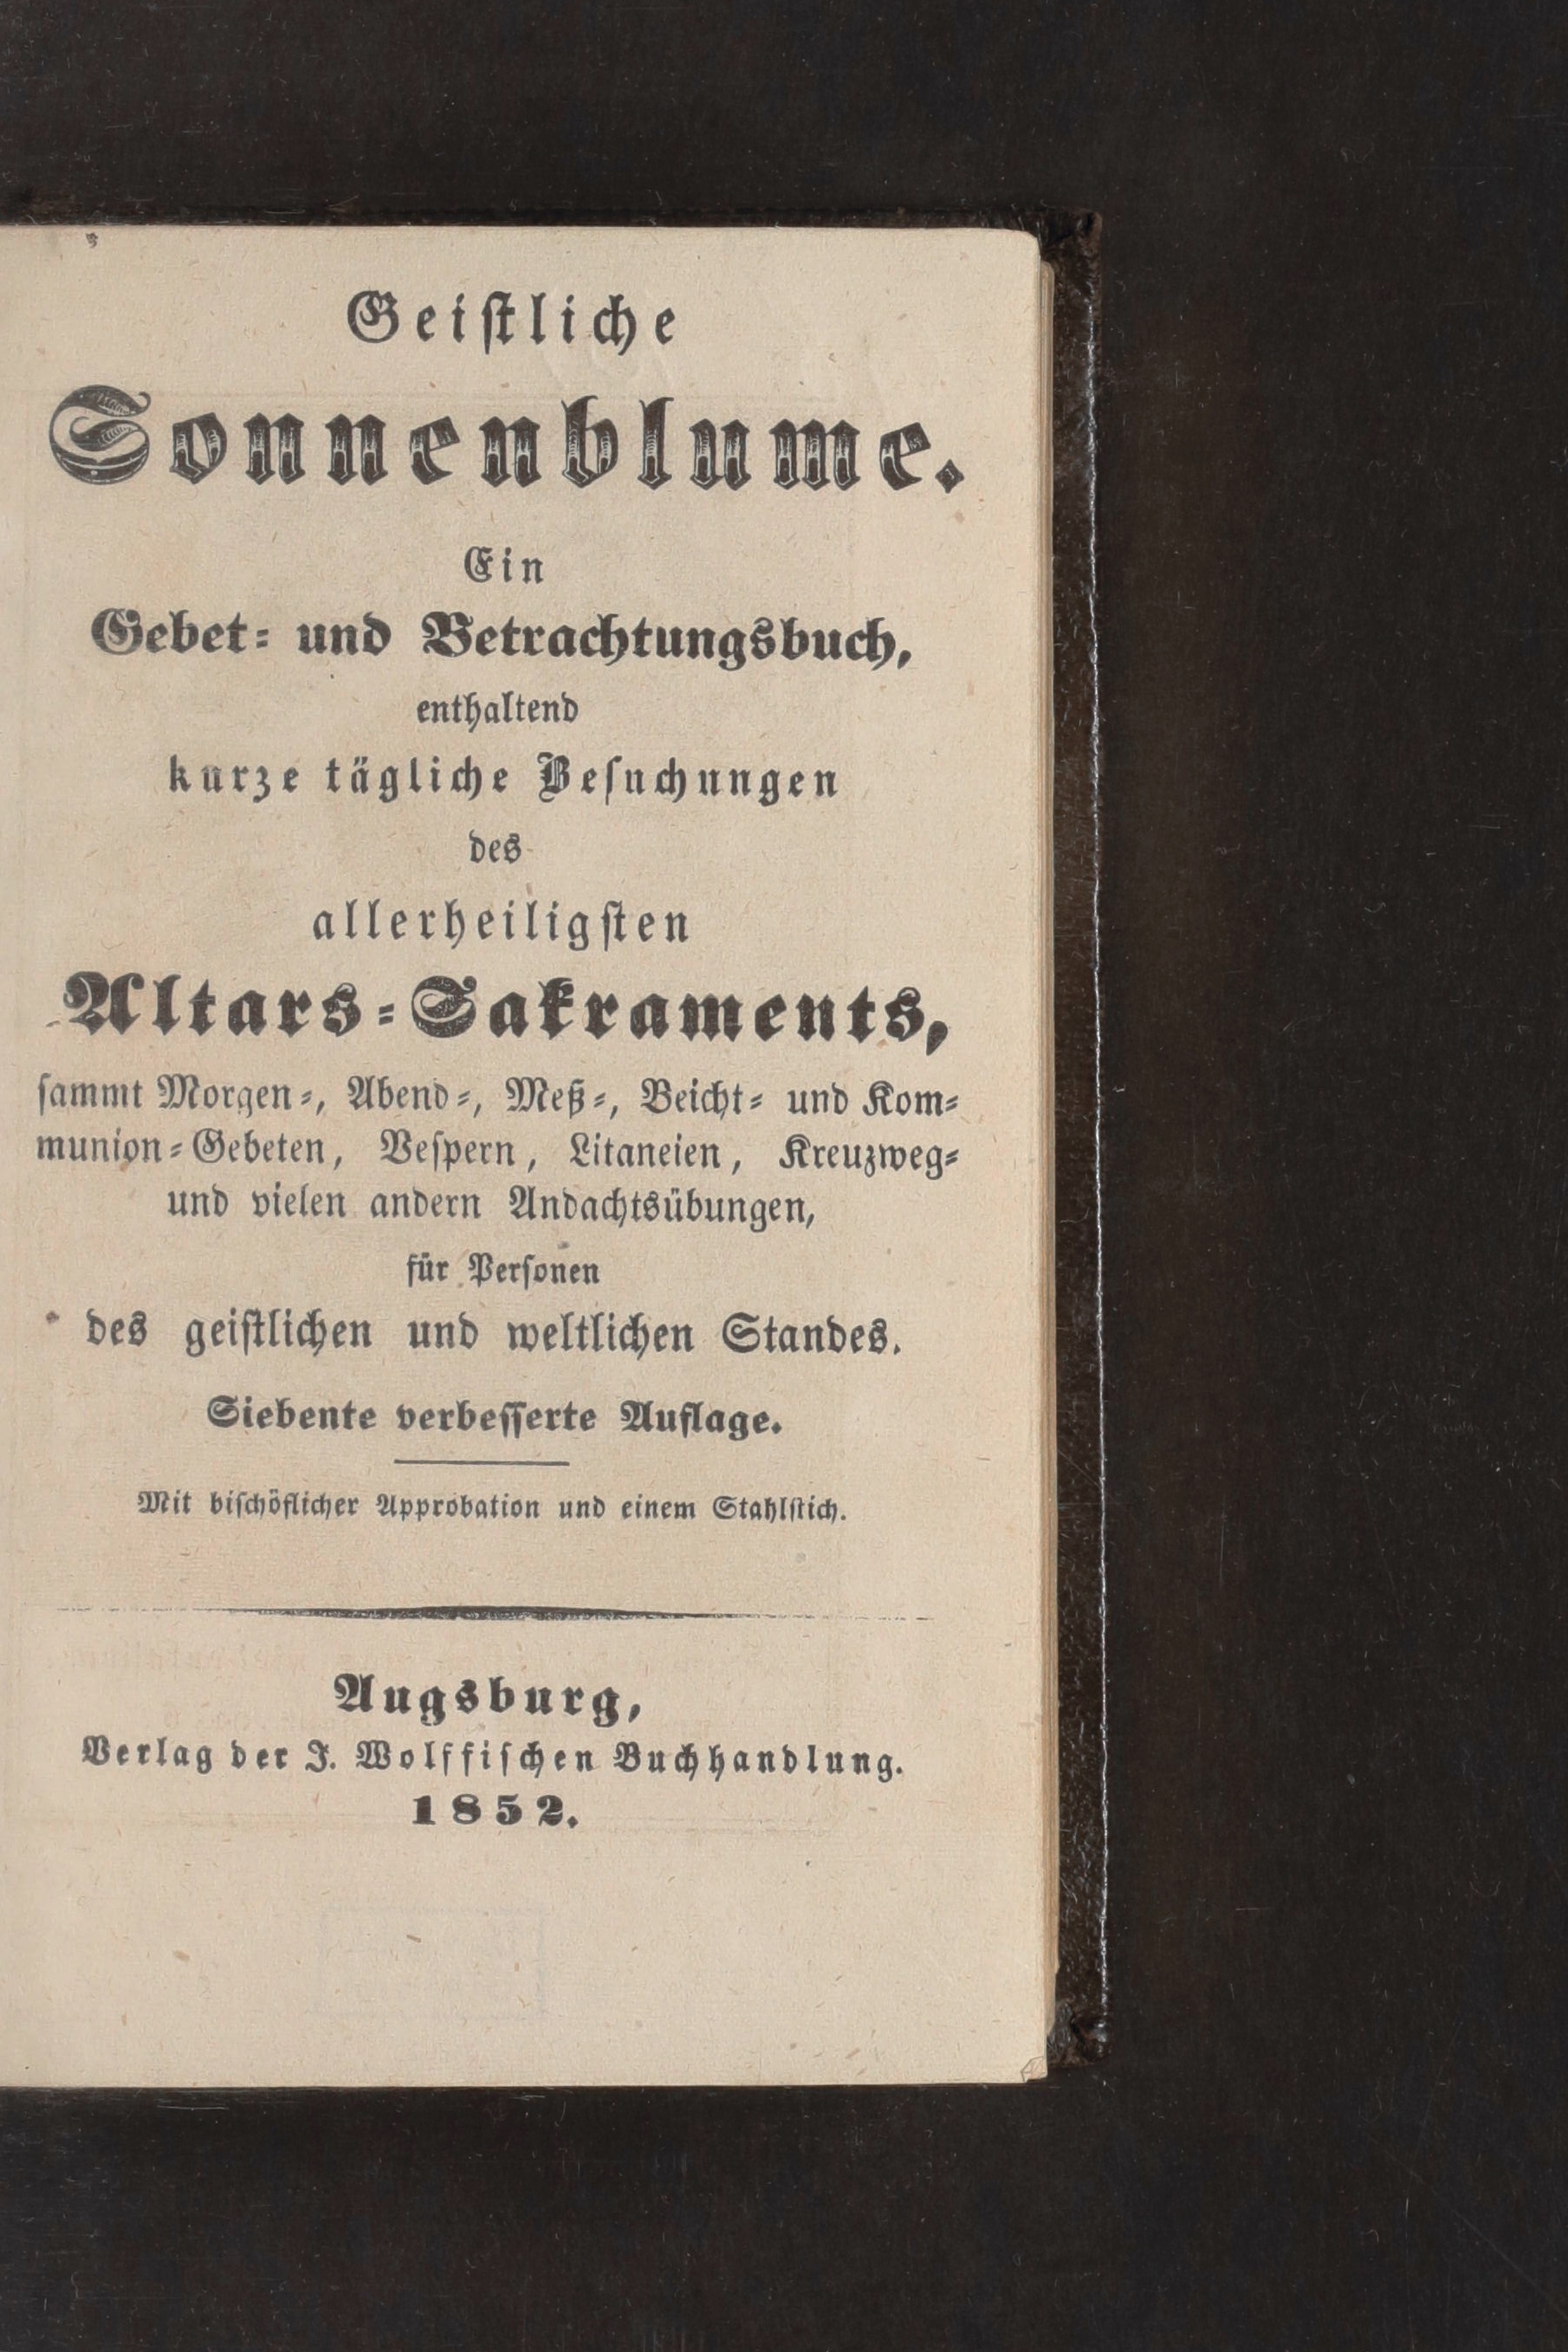 Geiſtliche
Sonnenblume.
Ein
Gebet- und Betrachtungsbuch,
enthaltend
kurze tägliche Beſuchungen
des
allerheiligſten
Altars-Sakraments,
ſammt Morgen-, Abend-, Meß-, Beicht- und Kom-
munion-Gebeten, Veſpern, Litaneien, Kreuzweg-
und vielen andern Andachtsübungen,
für Perſonen
des geiſtlichen und weltlichen Standes.
Siebente verbeſſerte Auflage.
Mit biſchöflicher Approbation und einem Stahlſtich.
Augsburg,
Verlag der J. Wolffiſchen Buchhandlung.
1852.